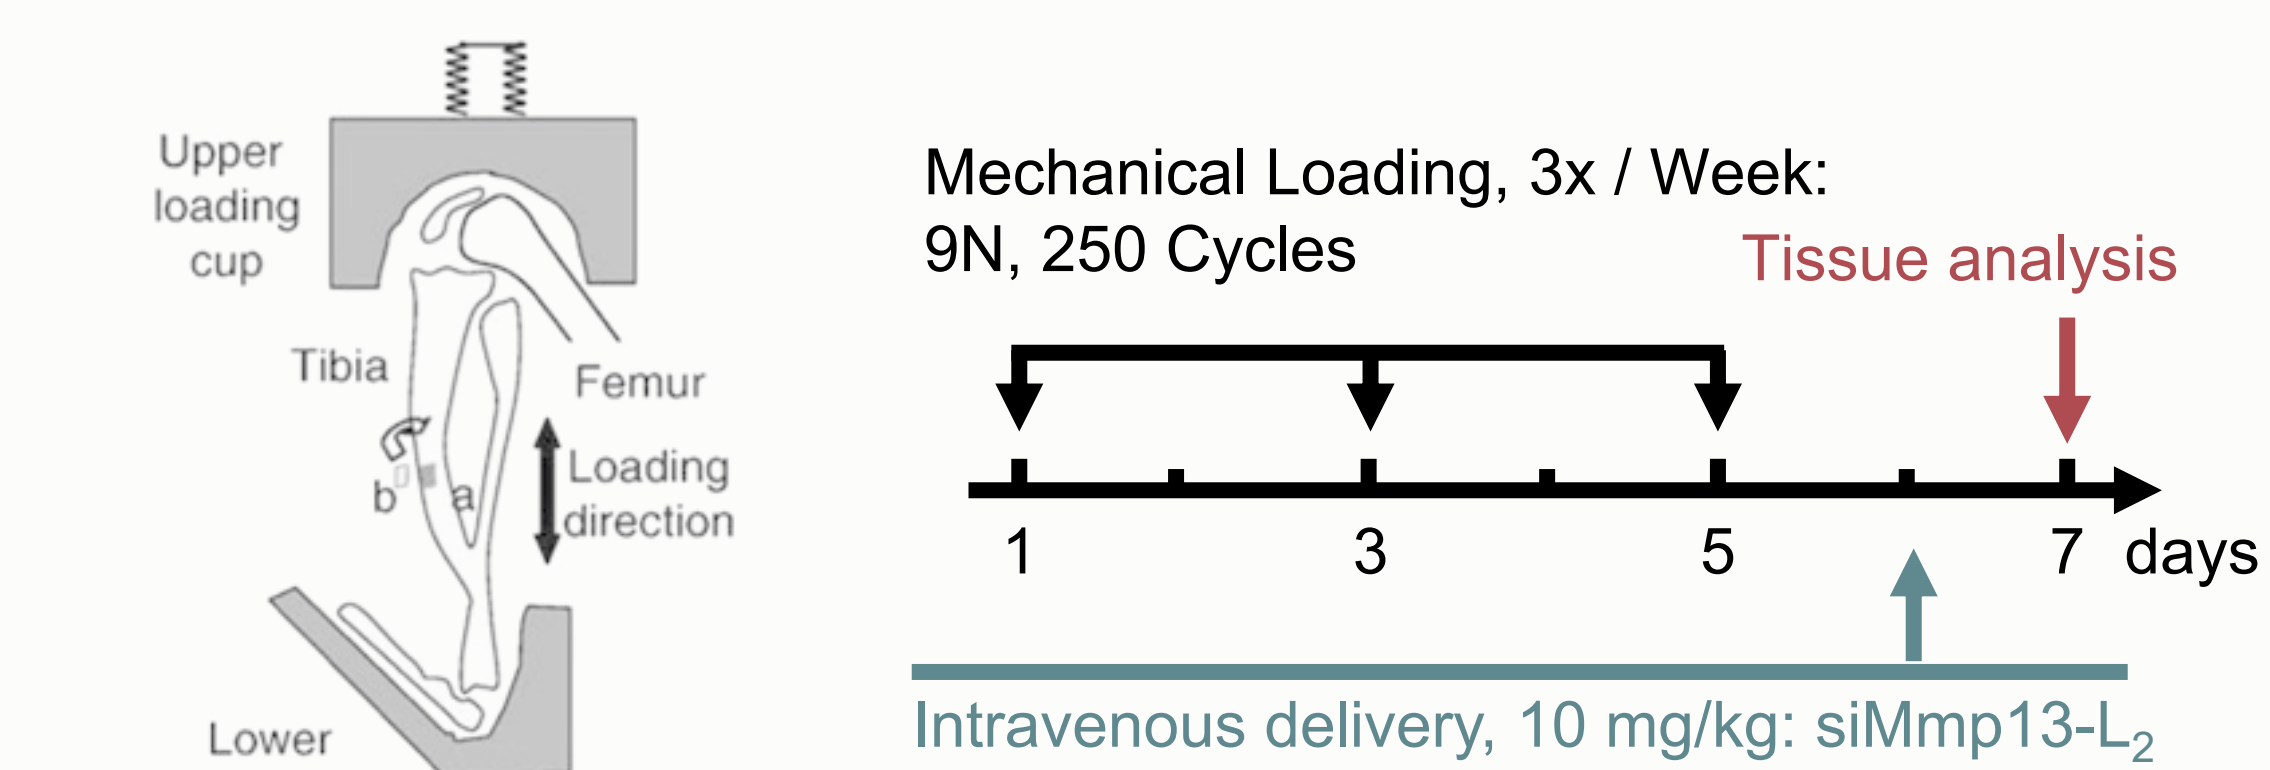 Upper
loading
cup
Tibia
Femur
b
a
Loading
direction
Lower
Mechanical Loading, 3x / Week:
9N, 250 Cycles
Tissue analysis
1 3 5 7 days
Intravenous delivery, 10 mg/kg: siMmp13-L₂